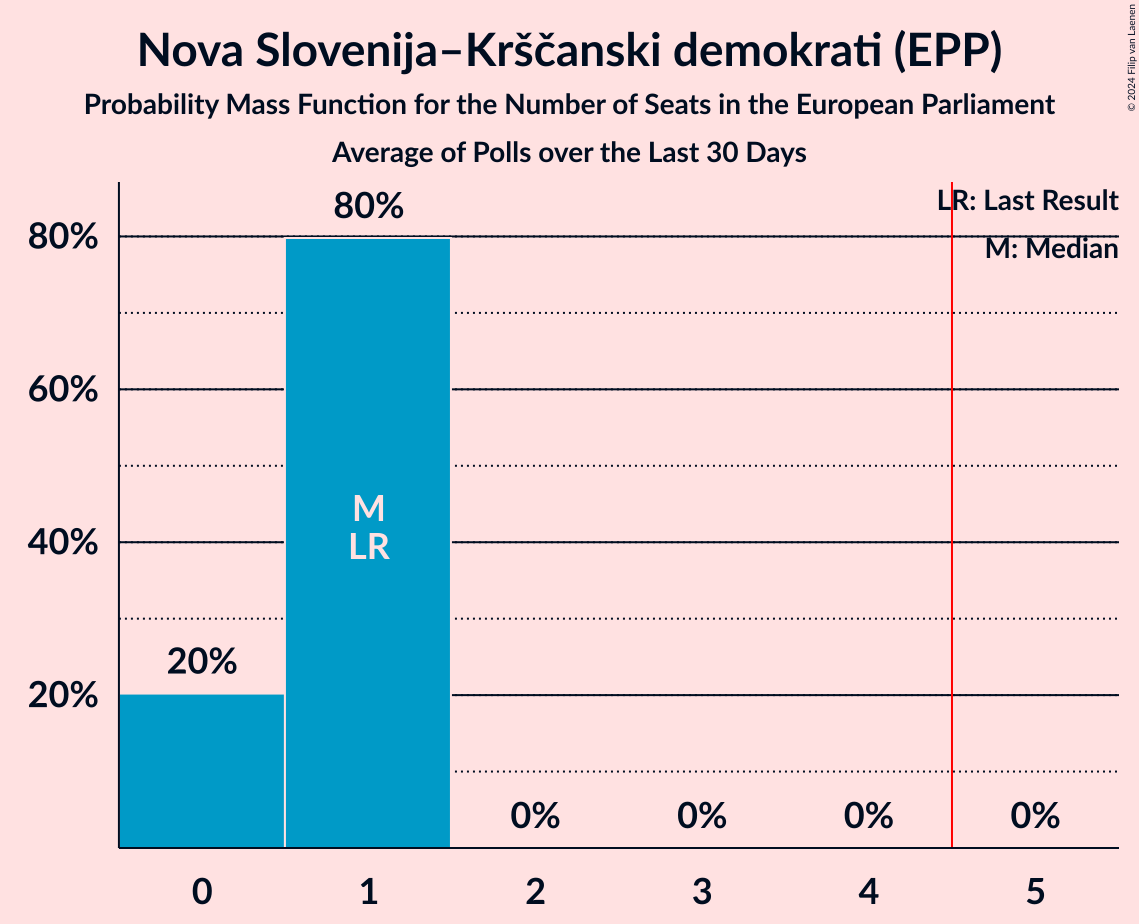 Nova Slovenija–Krščanski demokrati (EPP)
Probability Mass Function for the Number of Seats in the European Parliament
Average of Polls over the Last 30 Days
© 2024 Filip van Laenen
LR: Last Result
M: Median
80%
60%
40%
20%
20%
80%
M
LR
0%
0%
0%
0%
0 1 2 3 4 5